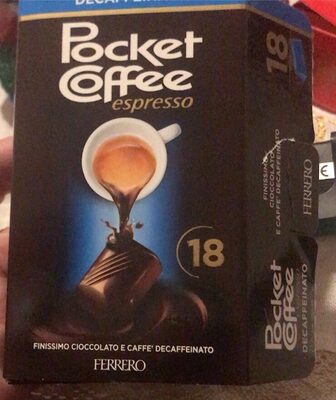 Pocket
Coffee
espresso
18
FINISSIMO CIOCCOLATO E CAFFE' DECAFFEINATO
FERRERO
18
FINISSIMO
CIOCCOLATO
E CAFFE' DECAFFEINATO
FERRERO
Pocket
Coffee
DECAFFEINATO
€